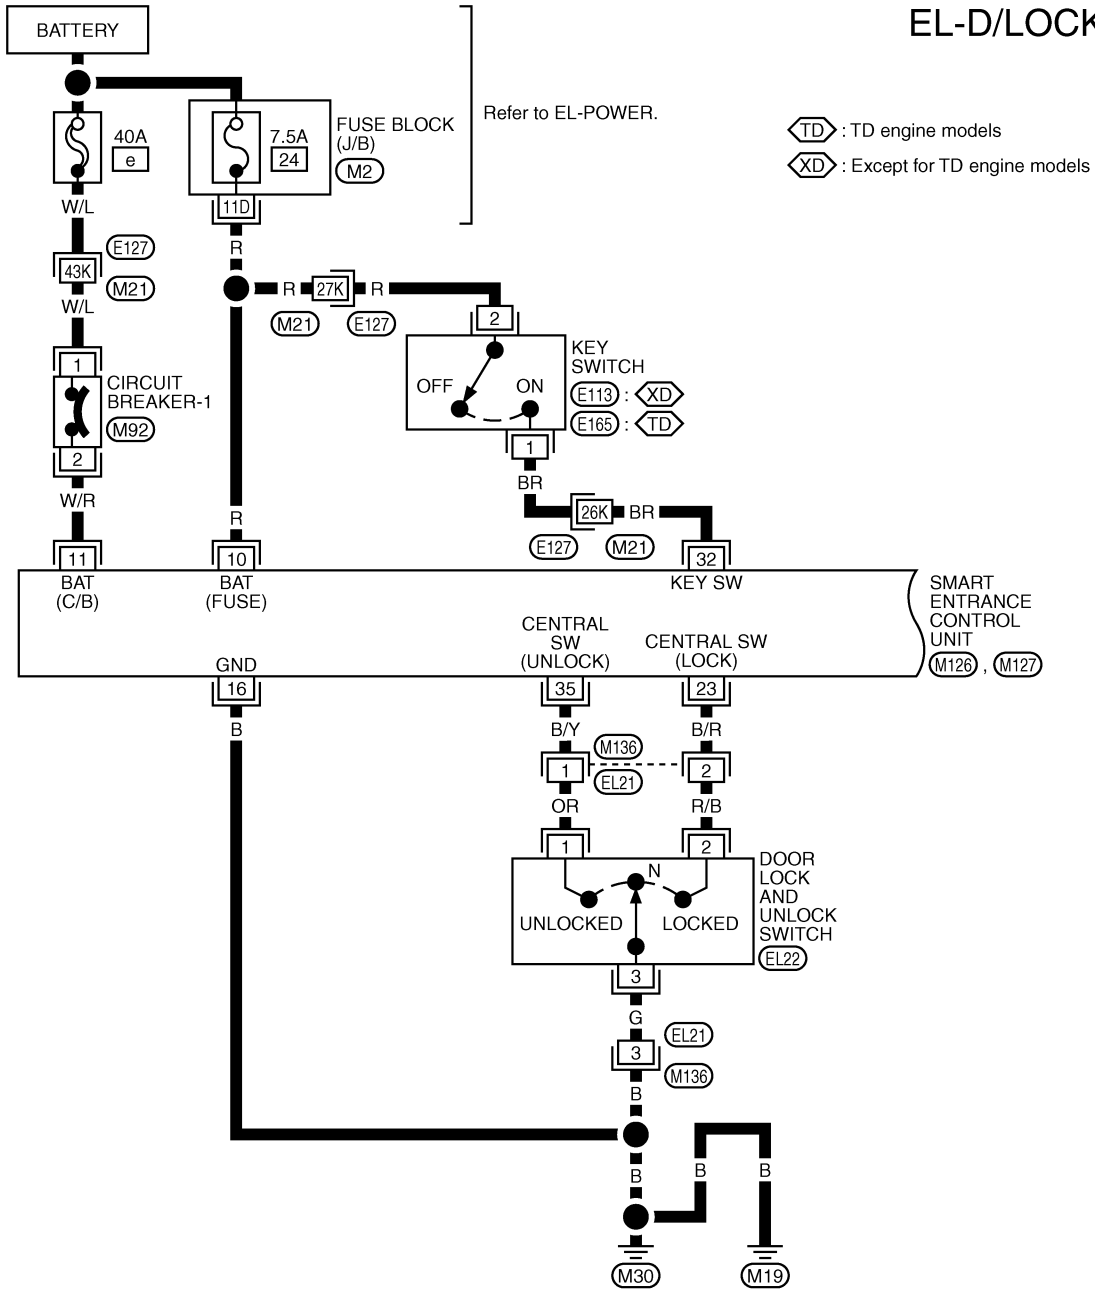 EL-D/LOCK
BATTERY
Refer to EL-POWER.
TD : TD engine models
XD : Except for TD engine models
40A
e
7.5A
24
FUSE BLOCK
(J/B)
M2
W/L
11D
E127
43K
M21
W/L
R
R 27K R
M21 E127
1
CIRCUIT
BREAKER-1
M92
2
W/R
2
KEY
SWITCH
OFF ON
E113 : XD
E165 : TD
1
BR
26K BR
E127 M21
R
11 10 32
BAT
(C/B)
BAT
(FUSE)
KEY SW
SMART
ENTRANCE
CONTROL
UNIT
M126 , M127
CENTRAL
SW
(UNLOCK)
CENTRAL SW
(LOCK)
GND
16 35 23
B B/Y B/R
M136
1 2
EL21
OR R/B
1 2
DOOR
LOCK
AND
UNLOCK
SWITCH
EL22
N
UNLOCKED LOCKED
3
G
EL21
3
M136
B
B B B
M30 M19